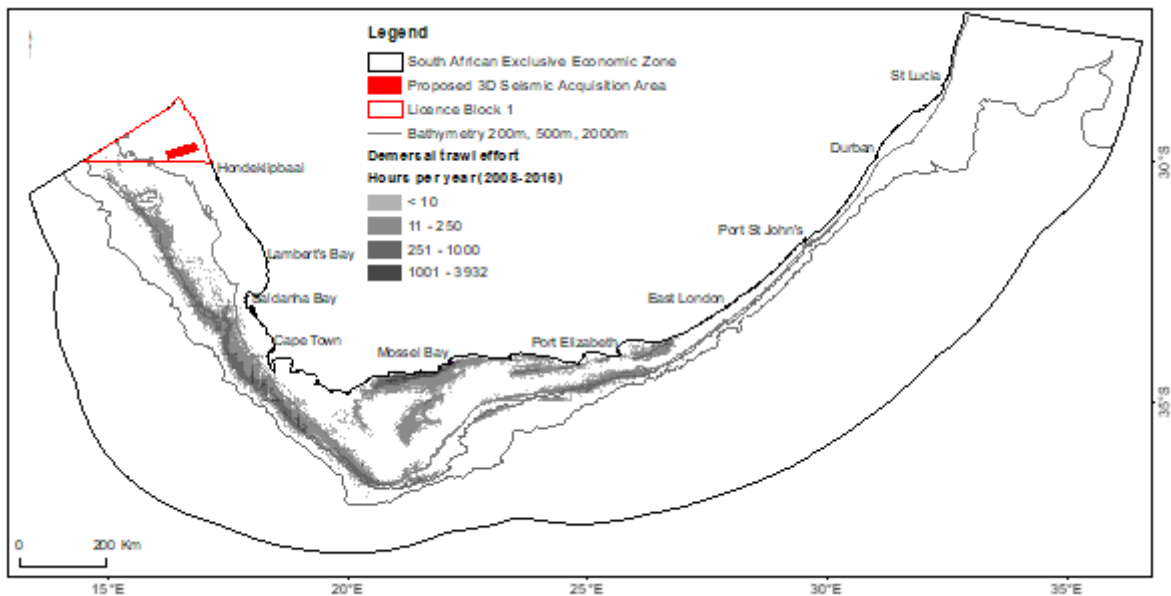 Legend
South African Exclusive Economic Zone
Proposed 3D Seismic Acquisition Area
Licence Block 1
Bathymetry 200m, 500m, 2000m
Demersal trawl effort
Hours per year (2008-2016)
< 10
11 - 250
251 - 1000
1001 - 3932
St Lucia
Durban
Hondeklipbaai
Port St John's
Lambert's Bay
Saldanha Bay
East London
Cape Town
Mossel Bay
Port Elizabeth
30°S
35°S
0 200 Km
15°E 20°E 25°E 30°E 35°E